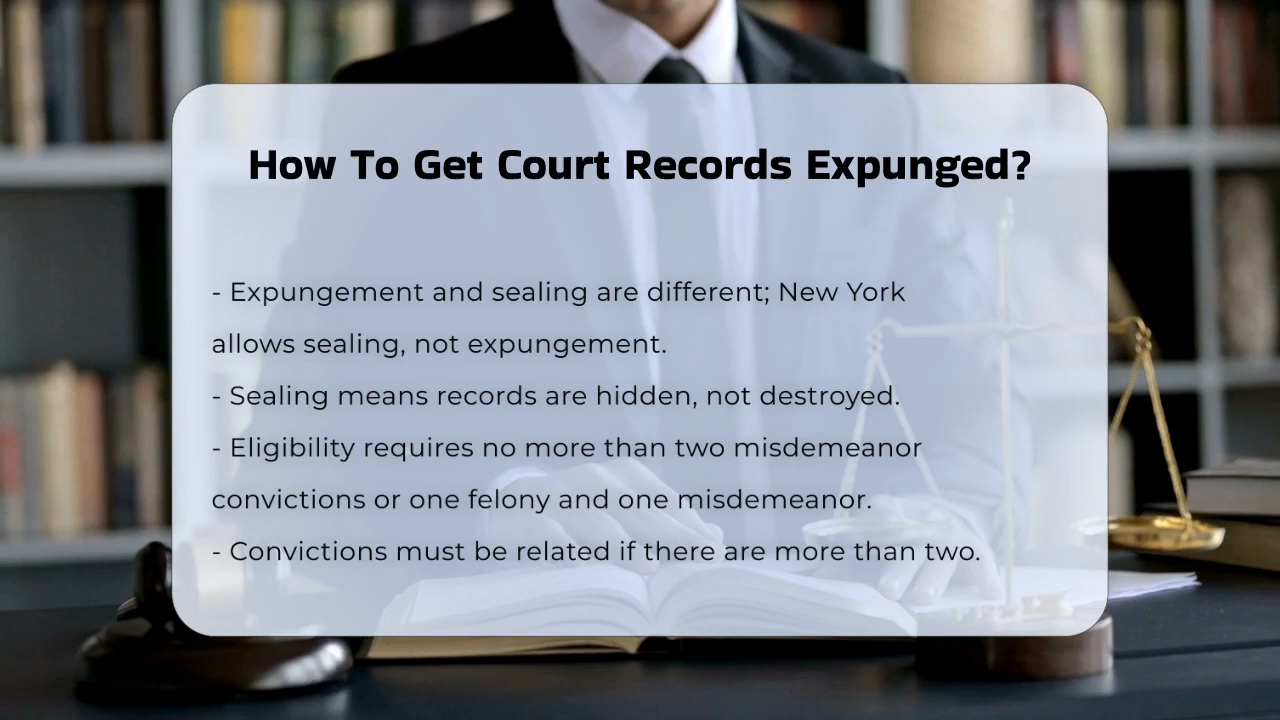 How To Get Court Records Expunged?
- Expungement and sealing are different; New York
allows sealing, not expungement.
- Sealing means records are hidden, not destroyed.
- Eligibility requires no more than two misdemeanor
convictions or one felony and one misdemeanor.
- Convictions must be related if there are more than two.